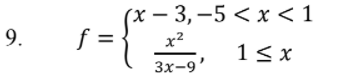 9. f = { x − 3, −5 < x < 1
x²/(3x−9), 1 ≤ x